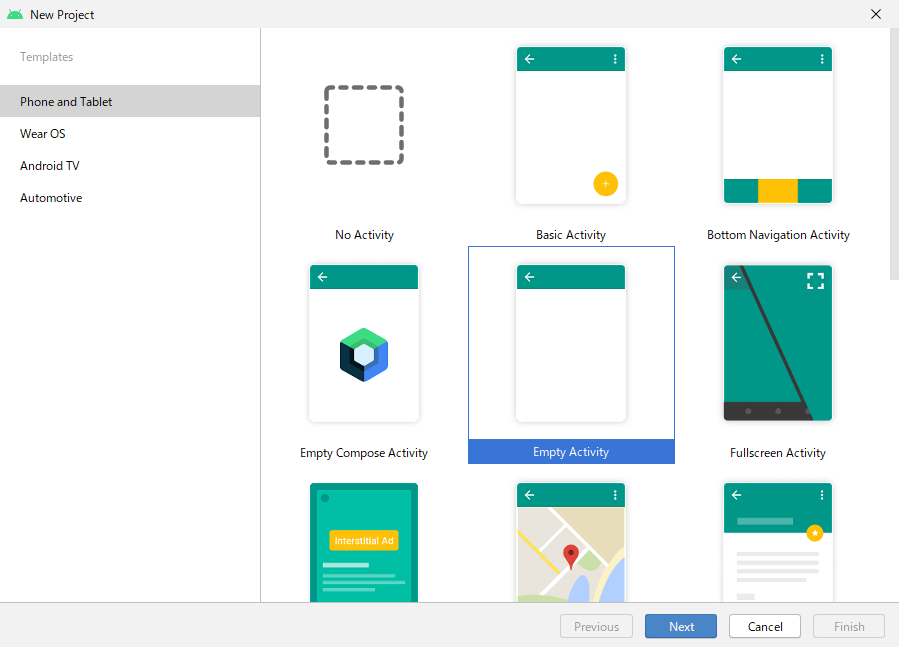 New Project
Templates
Phone and Tablet
Wear OS
Android TV
Automotive
No Activity
Basic Activity
Bottom Navigation Activity
Empty Compose Activity
Empty Activity
Fullscreen Activity
Interstitial Ad
Previous
Next
Cancel
Finish